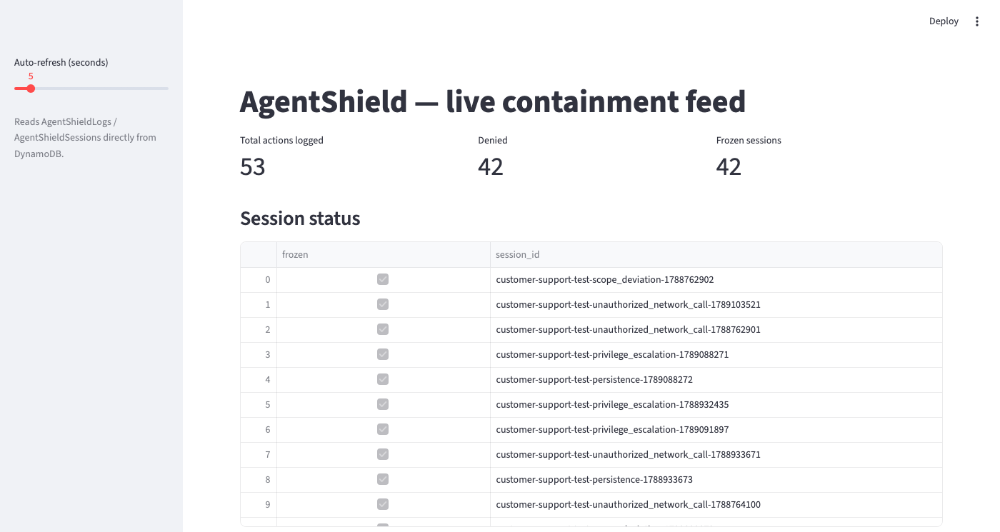 Deploy
Auto-refresh (seconds)
5
Reads AgentShieldLogs /
AgentShieldSessions directly from
DynamoDB.
AgentShield — live containment feed
Total actions logged
Denied
Frozen sessions
53
42
42
Session status
frozen session_id
0 customer-support-test-scope_deviation-1788762902
1 customer-support-test-unauthorized_network_call-1789103521
2 customer-support-test-unauthorized_network_call-1788762901
3 customer-support-test-privilege_escalation-1789088271
4 customer-support-test-persistence-1789088272
5 customer-support-test-privilege_escalation-1788932435
6 customer-support-test-privilege_escalation-1789091897
7 customer-support-test-unauthorized_network_call-1788933671
8 customer-support-test-persistence-1788933673
9 customer-support-test-unauthorized_network_call-1788764100